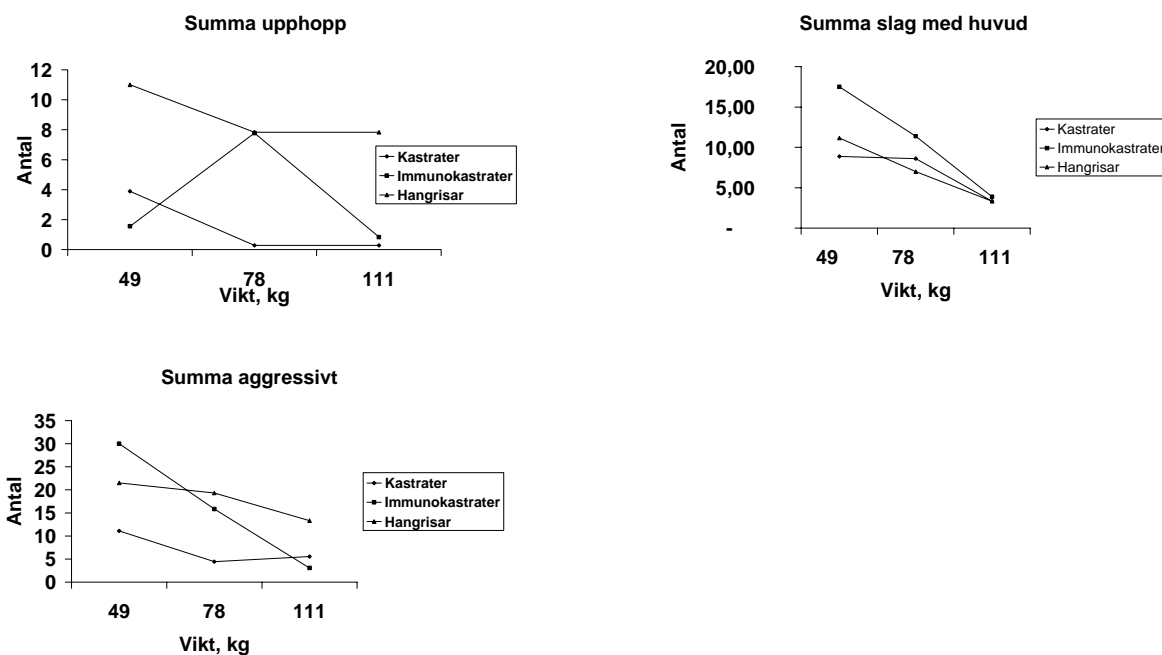 Summa upphopp
12
10
8
6
4
2
0
Antal
49 78 111
Vikt, kg
Kastrater
Immunokastrater
Hangrisar
Summa slag med huvud
20,00
15,00
10,00
5,00
-
Antal
49 78 111
Vikt, kg
Kastrater
Immunokastrater
Hangrisar
Summa aggressivt
35
30
25
20
15
10
5
0
Antal
49 78 111
Vikt, kg
Kastrater
Immunokastrater
Hangrisar